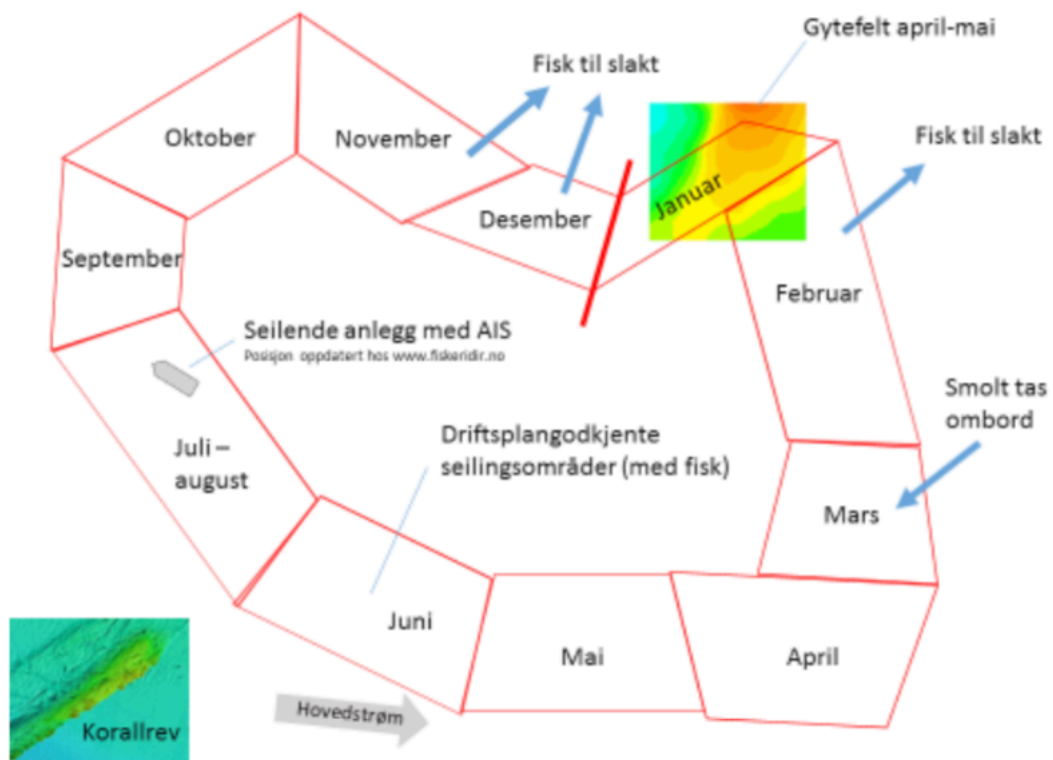 Gytefelt april-mai
Fisk til slakt
Oktober
November
Fisk til slakt
Januar
Desember
September
Februar
Seilende anlegg med AIS
Posisjon oppdatert hos www.fiskeridir.no
Smolt tas
ombord
Driftsplangodkjente
seilingsområder (med fisk)
Juli –
august
Mars
Juni
Mai
April
Hovedstrøm
Korallrev